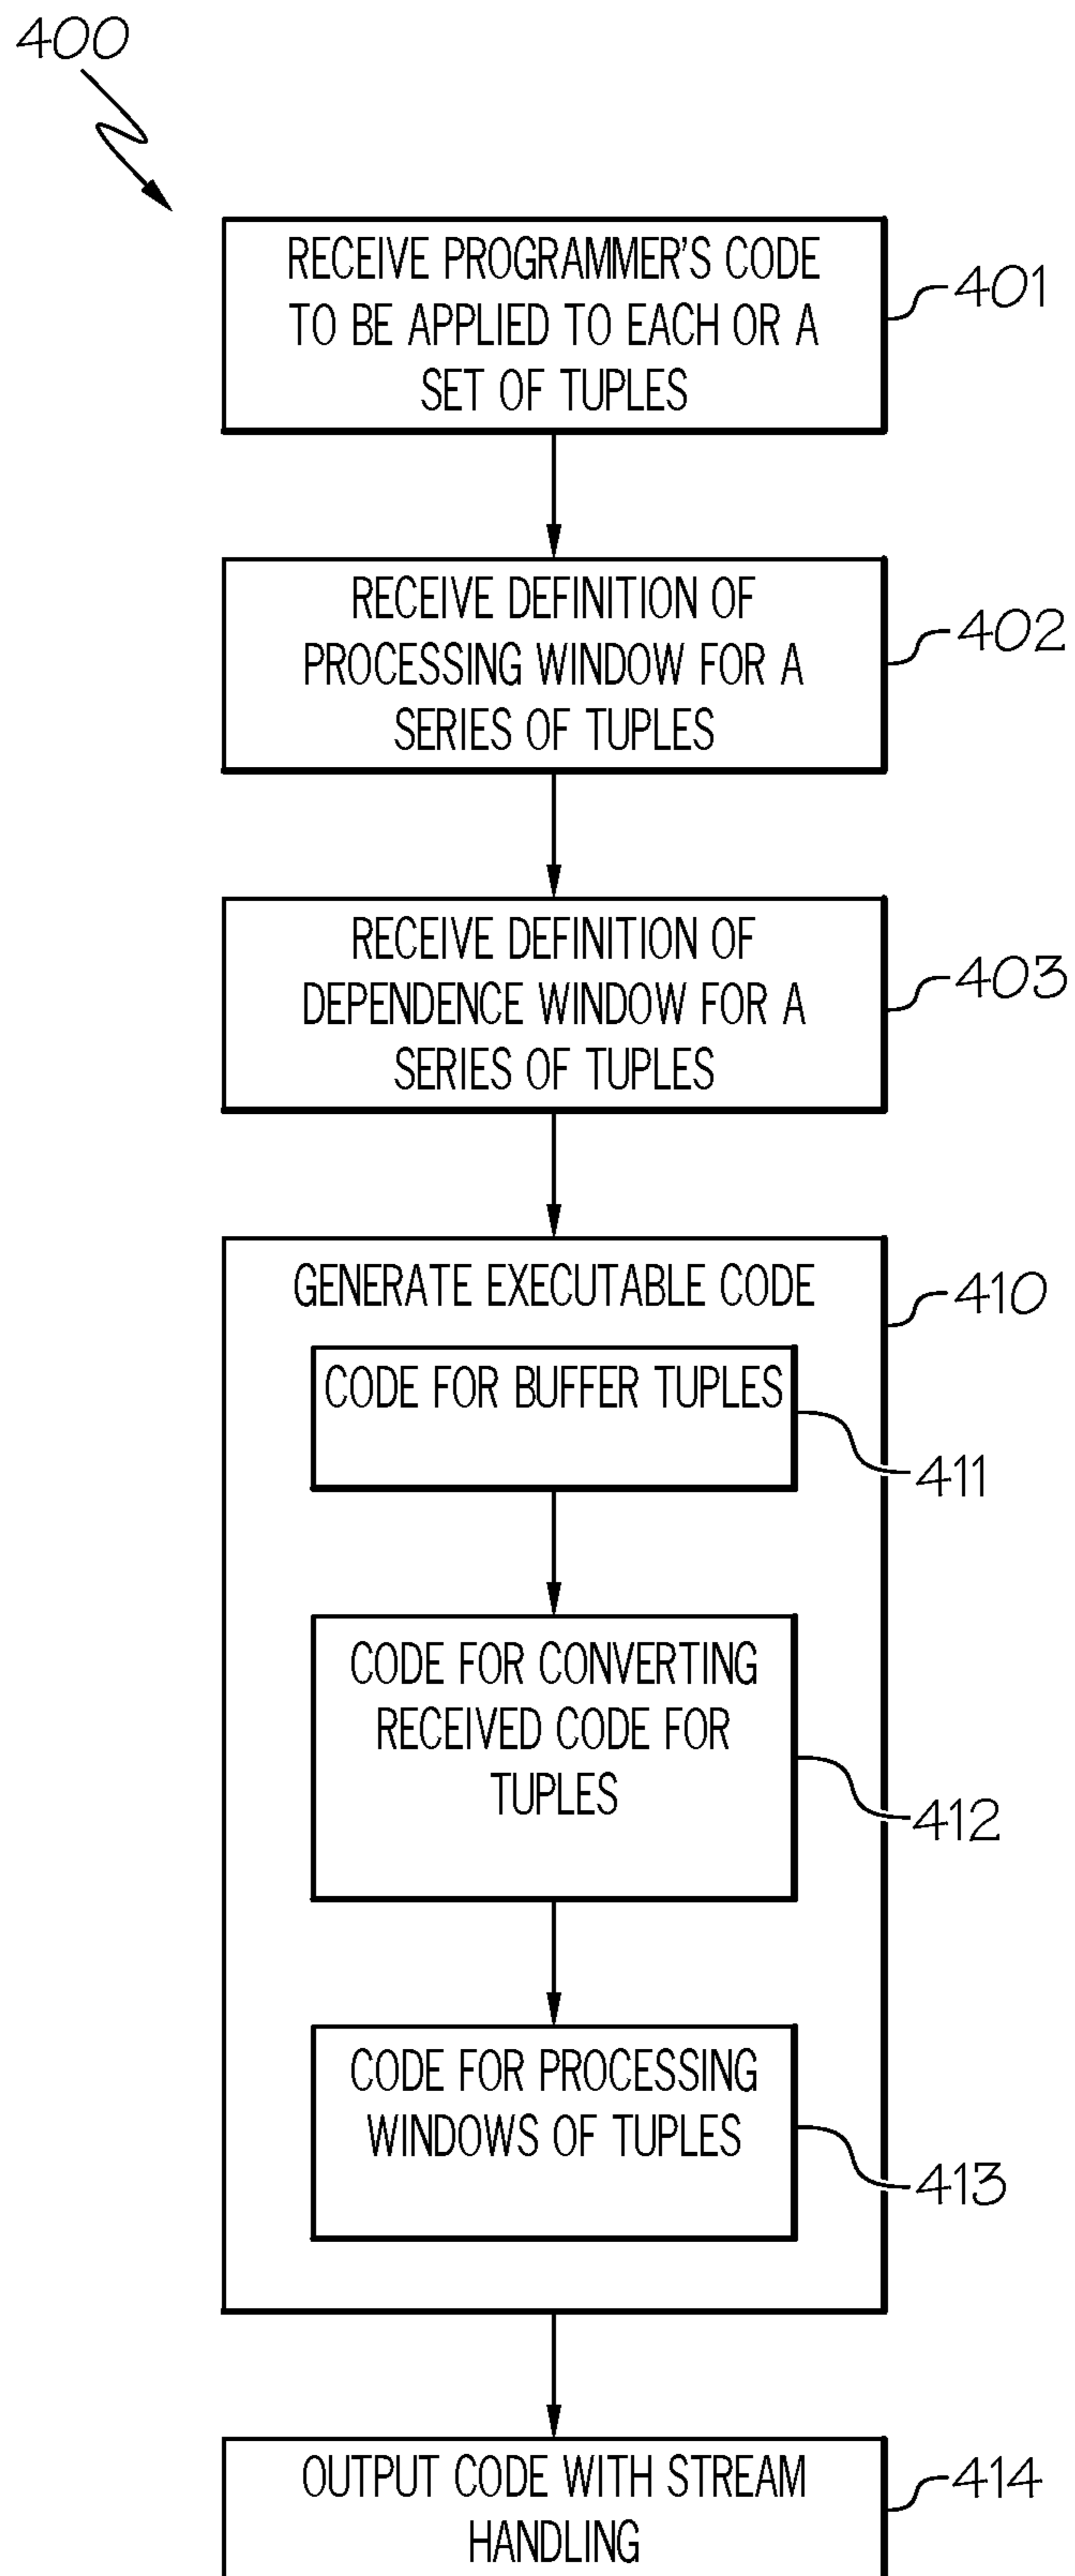 400
RECEIVE PROGRAMMER'S CODE
TO BE APPLIED TO EACH OR A
SET OF TUPLES
401
RECEIVE DEFINITION OF
PROCESSING WINDOW FOR A
SERIES OF TUPLES
402
RECEIVE DEFINITION OF
DEPENDENCE WINDOW FOR A
SERIES OF TUPLES
403
GENERATE EXECUTABLE CODE
410
CODE FOR BUFFER TUPLES
411
CODE FOR CONVERTING
RECEIVED CODE FOR
TUPLES
412
CODE FOR PROCESSING
WINDOWS OF TUPLES
413
OUTPUT CODE WITH STREAM
HANDLING
414